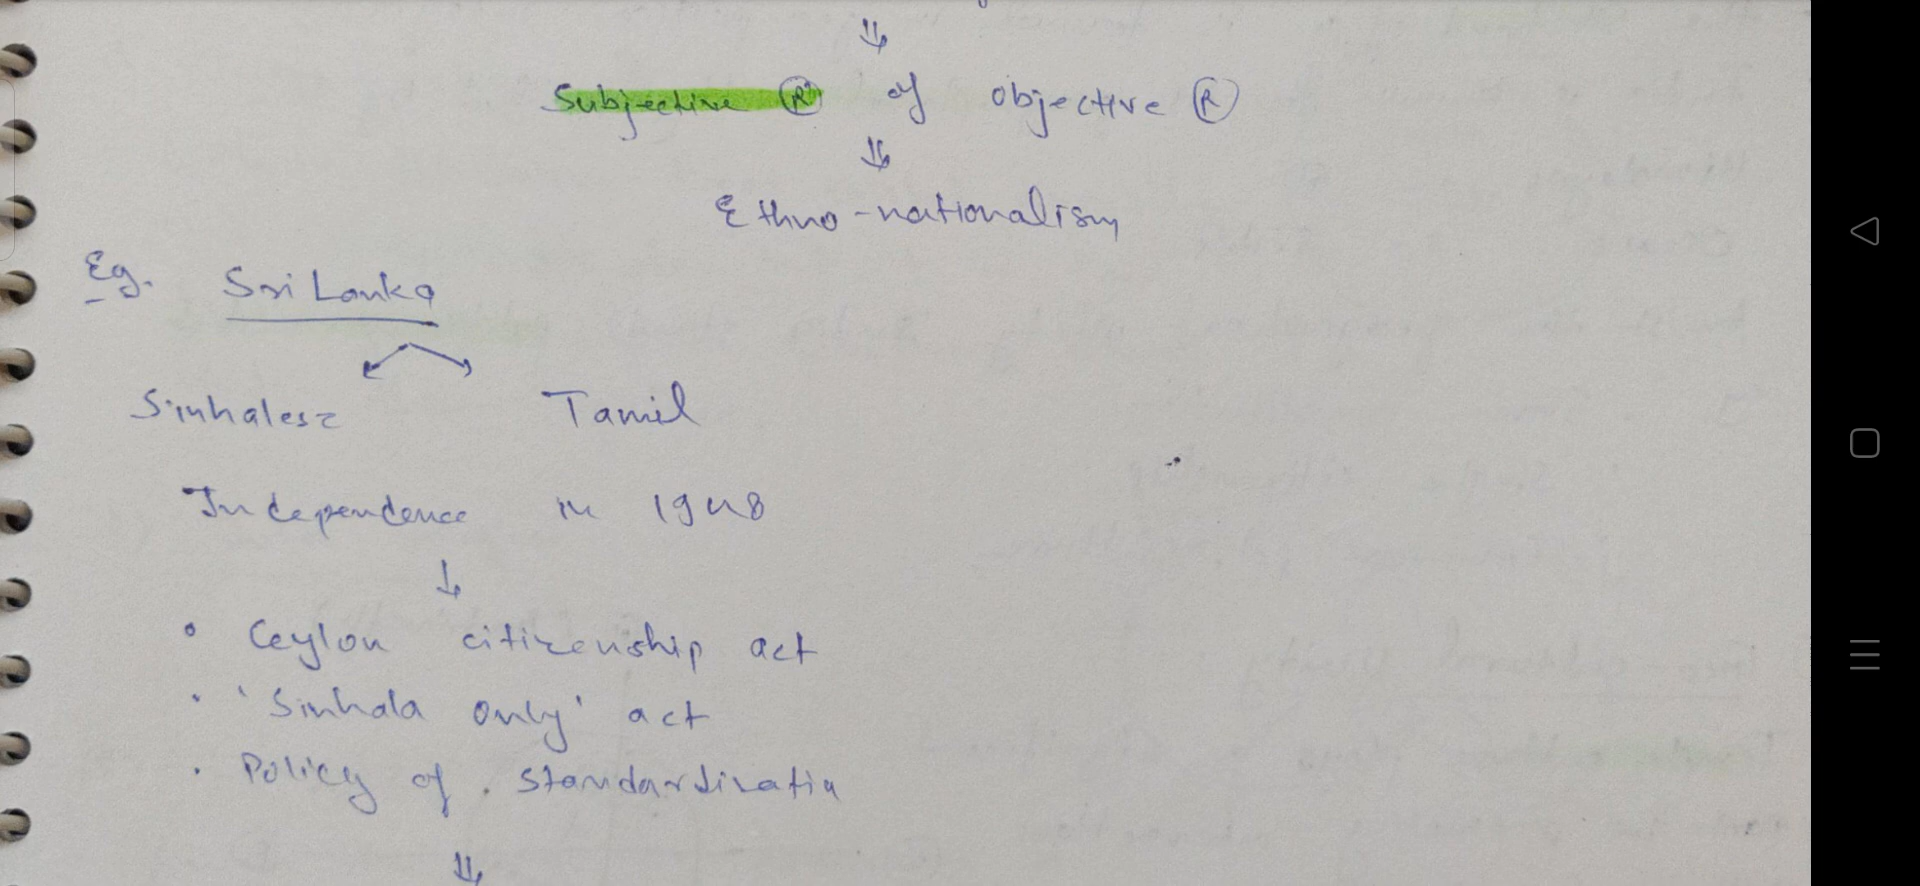 ⇓
Subjective Ⓡ of objective Ⓡ
⇓
Ethno-nationalism
Eg. Sri Lanka
↙ ↘
Sinhalese Tamil
Independence in 1948
↓
• Ceylon citizenship act
• 'Sinhala only' act
• Policy of standardization
⇓